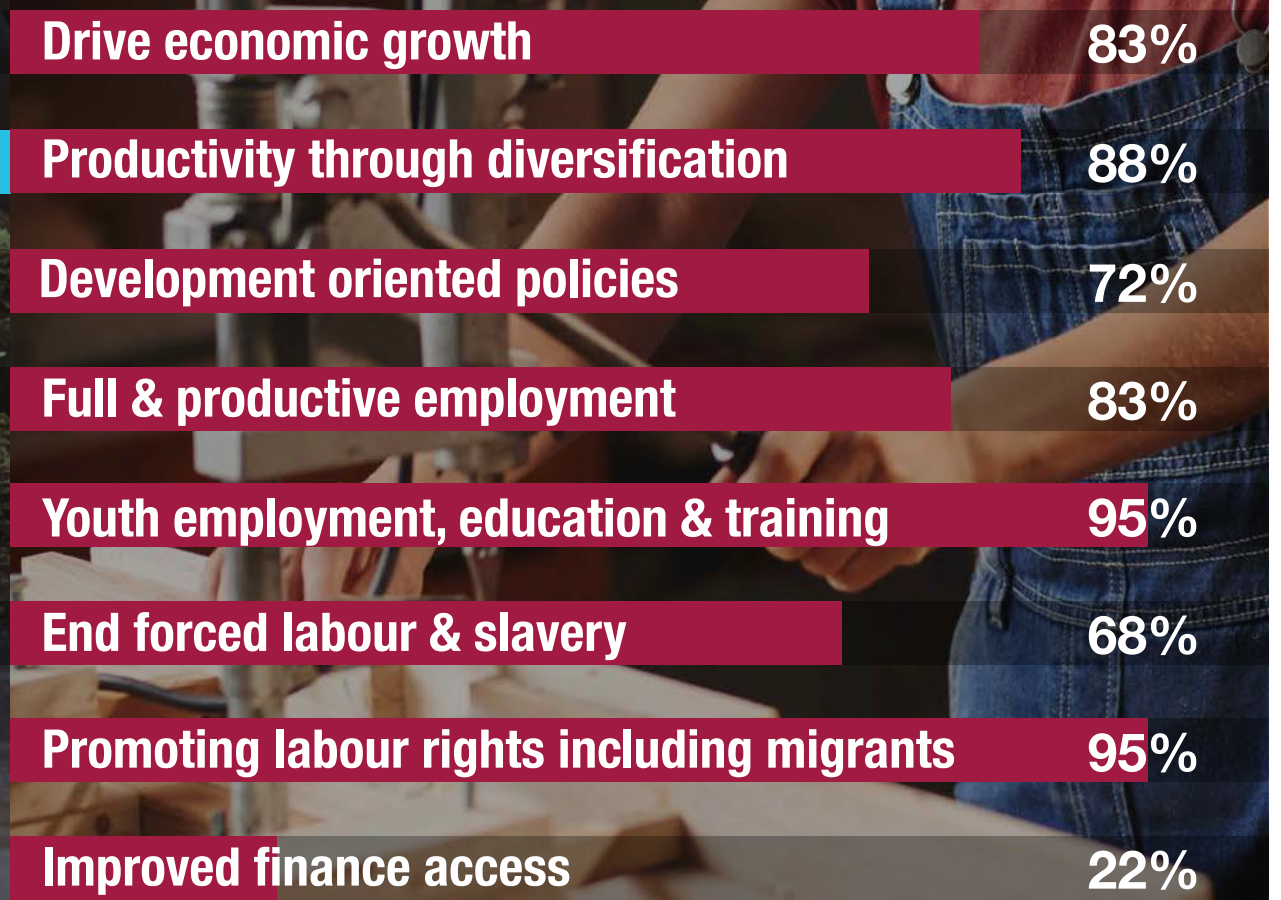 Drive economic growth 83%
Productivity through diversification 88%
Development oriented policies 72%
Full & productive employment 83%
Youth employment, education & training 95%
End forced labour & slavery 68%
Promoting labour rights including migrants 95%
Improved finance access 22%